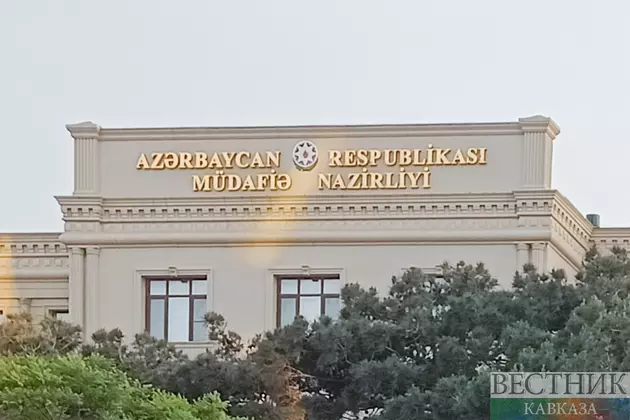 AZƏRBAYCAN RESPUBLİKASI
MÜDAFİƏ NAZİRLİYİ
ВЕСТНИК
КАВКАЗА